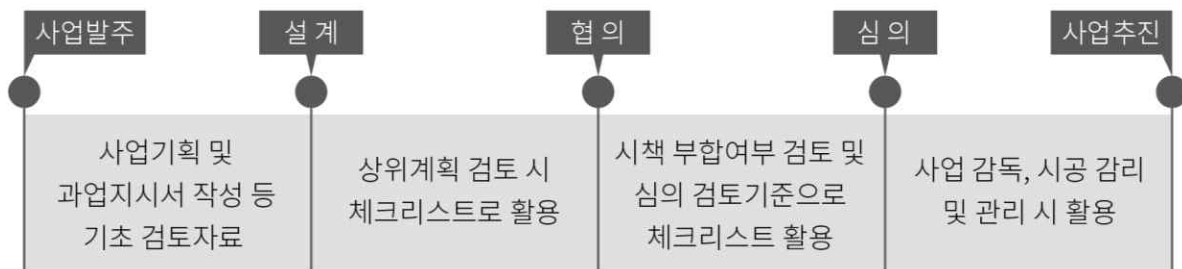 사업발주
설 계
협 의
심 의
사업추진
사업기획 및
과업지시서 작성 등
기초 검토자료
상위계획 검토 시
체크리스트로 활용
시책 부합여부 검토 및
심의 검토기준으로
체크리스트 활용
사업 감독, 시공 감리
및 관리 시 활용